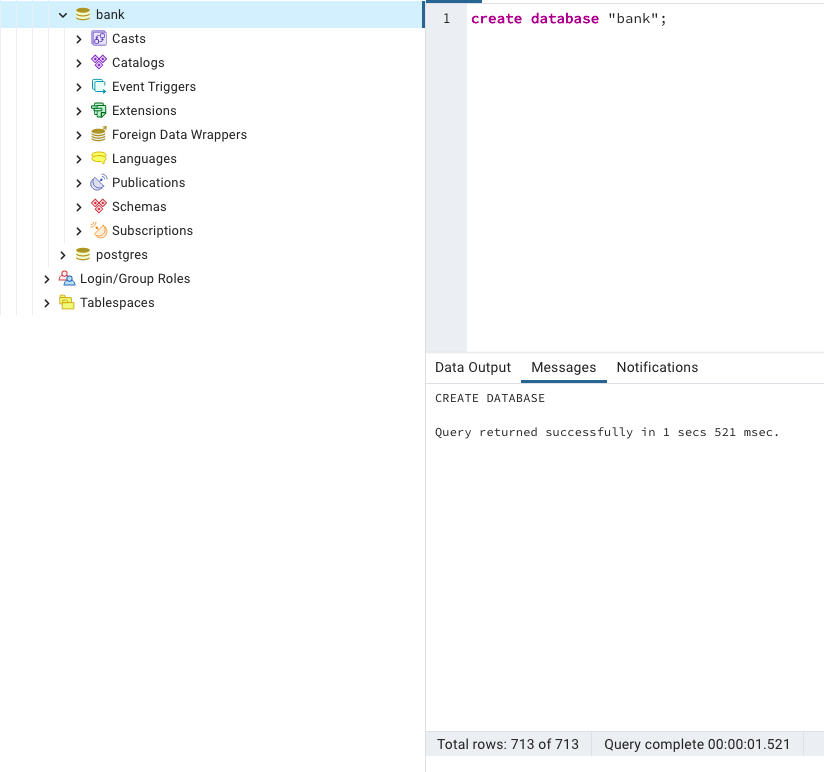 bank
Casts
Catalogs
Event Triggers
Extensions
Foreign Data Wrappers
Languages
Publications
Schemas
Subscriptions
postgres
Login/Group Roles
Tablespaces
1 create database "bank";
Data Output Messages Notifications
CREATE DATABASE
Query returned successfully in 1 secs 521 msec.
Total rows: 713 of 713 Query complete 00:00:01.521